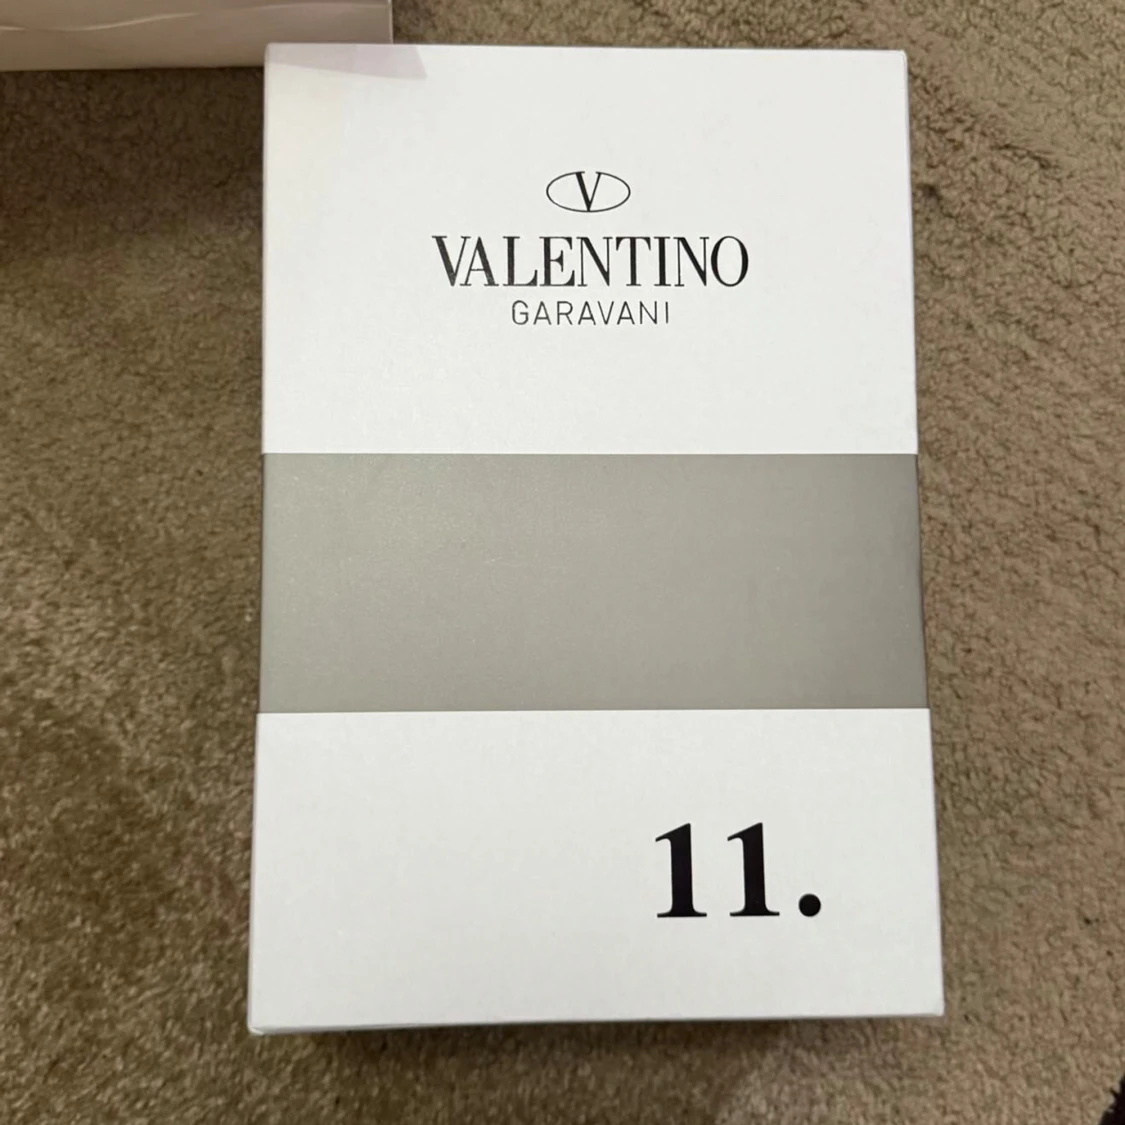 V
VALENTINO
GARAVANI
11.